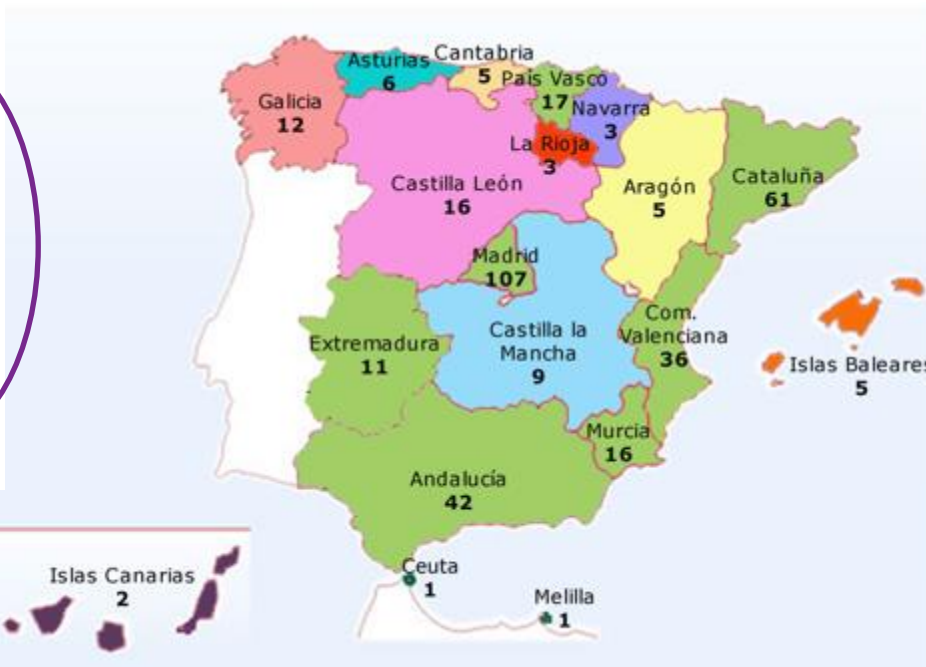 Asturias
6
Cantabria
5
País Vasco
17
Navarra
3
Galicia
12
La Rioja
3
Castilla León
16
Aragón
5
Cataluña
61
Madrid
107
Extremadura
11
Castilla la
Mancha
9
Com.
Valenciana
36
Islas Baleares
5
Murcia
16
Andalucía
42
Islas Canarias
2
Ceuta
1
Melilla
1